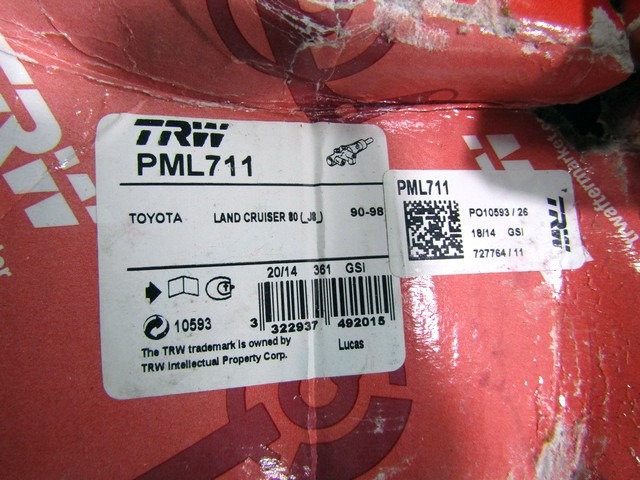 TRW
PML711
TOYOTA LAND CRUISER 80 (_J8_) 90-98
20/14 361 GSI
10593
3 322937 492015
The TRW trademark is owned by
TRW Intellectual Property Corp.
Lucas
PML711
PO10593 / 26
18/14 GSI
727764 / 11
TRW
TRW